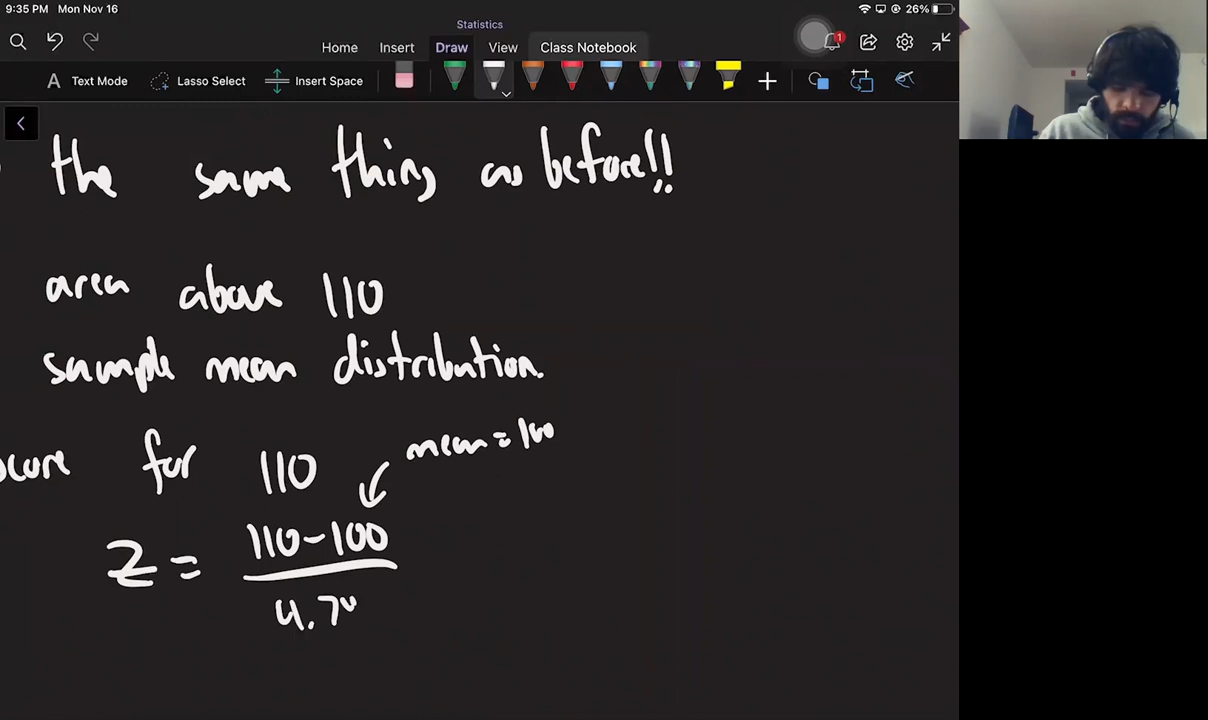 9:35 PM Mon Nov 16
26%
Statistics
Home Insert Draw View Class Notebook
1
Text Mode Lasso Select Insert Space
the same thing as before!!
area above 110
sample mean distribution.
for 110
mean = 100
Z = 110 - 100
4.7